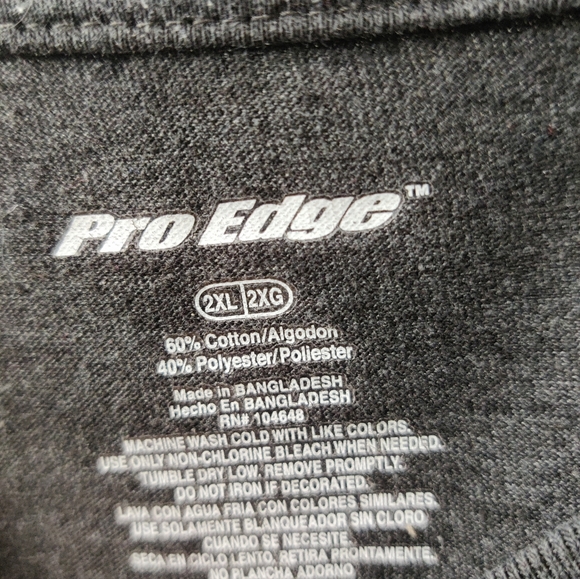 Pro Edge™
2XL 2XG
60% Cotton/Algodon
40% Polyester/Poliester
Made in BANGLADESH
Hecho En BANGLADESH
RN# 104648
MACHINE WASH COLD WITH LIKE COLORS.
USE ONLY NON-CHLORINE BLEACH WHEN NEEDED.
TUMBLE DRY LOW. REMOVE PROMPTLY.
DO NOT IRON IF DECORATED.
LAVA CON AGUA FRIA CON COLORES SIMILARES
USE SOLAMENTE BLANQUEADOR SIN CLORO
CUANDO SE NECESITE.
SECA EN CICLO LENTO. RETIRA PRONTAMENTE.
NO PLANCHA ADORNO